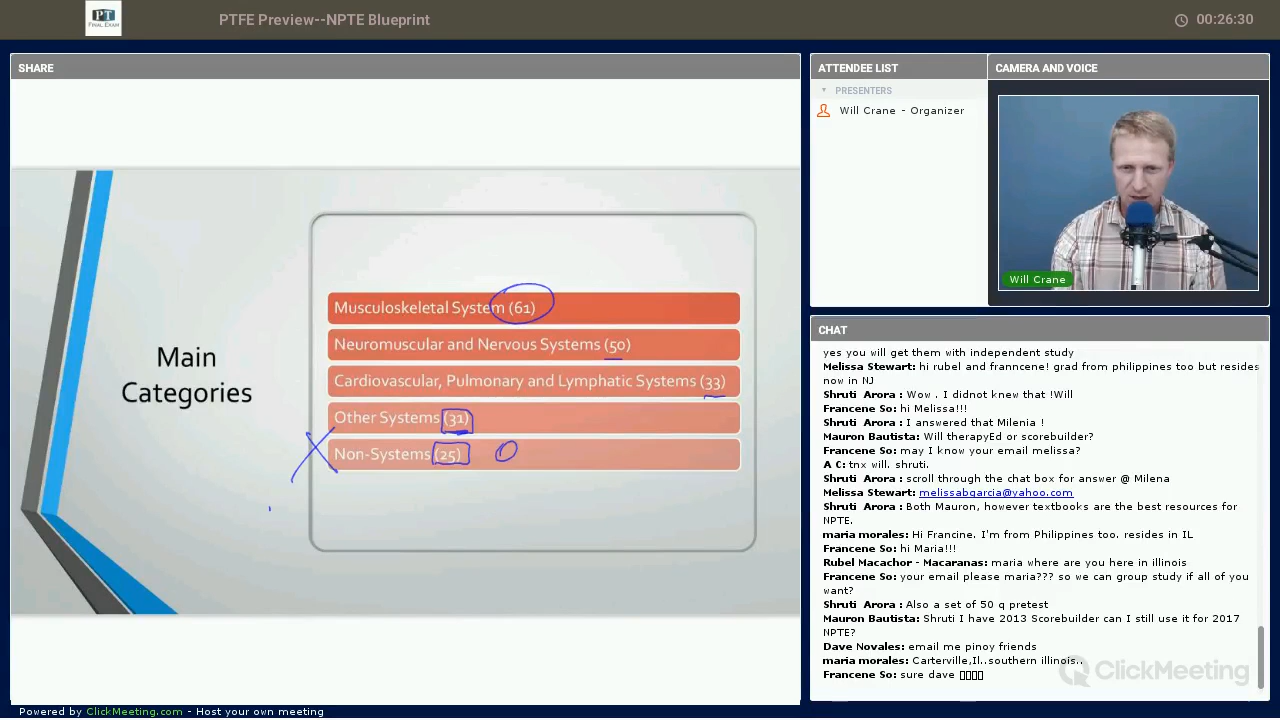 PT
FINAL EXAM
PTFE Preview--NPTE Blueprint
00:26:30
SHARE
Main
Categories
Musculoskeletal System (61)
Neuromuscular and Nervous Systems (50)
Cardiovascular, Pulmonary and Lymphatic Systems (33)
Other Systems (31)
Non-Systems (25)
ATTENDEE LIST
PRESENTERS
Will Crane - Organizer
CAMERA AND VOICE
Will Crane
CHAT
yes you will get them with independent study
Melissa Stewart: hi rubel and franncene! grad from philippines too but resides
now in NJ
Shruti Arora : Wow . I didnot knew that !Will
Francene So: hi Melissa!!!
Shruti Arora : I answered that Milenia !
Mauron Bautista: Will therapyEd or scorebuilder?
Francene So: may I know your email melissa?
A C: tnx will. shruti.
Shruti Arora : scroll through the chat box for answer @ Milena
Melissa Stewart: melissabgarcia@yahoo.com
Shruti Arora : Both Mauron, however textbooks are the best resources for
NPTE.
maria morales: Hi Francine. I'm from Philippines too. resides in IL
Francene So: hi Maria!!!
Rubel Macachor - Macaranas: maria where are you here in illinois
Francene So: your email please maria??? so we can group study if all of you
want?
Shruti Arora : Also a set of 50 q pretest
Mauron Bautista: Shruti I have 2013 Scorebuilder can I still use it for 2017
NPTE?
Dave Novales: email me pinoy friends
maria morales: Carterville,Il..southern illinois..
Francene So: sure dave
ClickMeeting
Powered by ClickMeeting.com - Host your own meeting